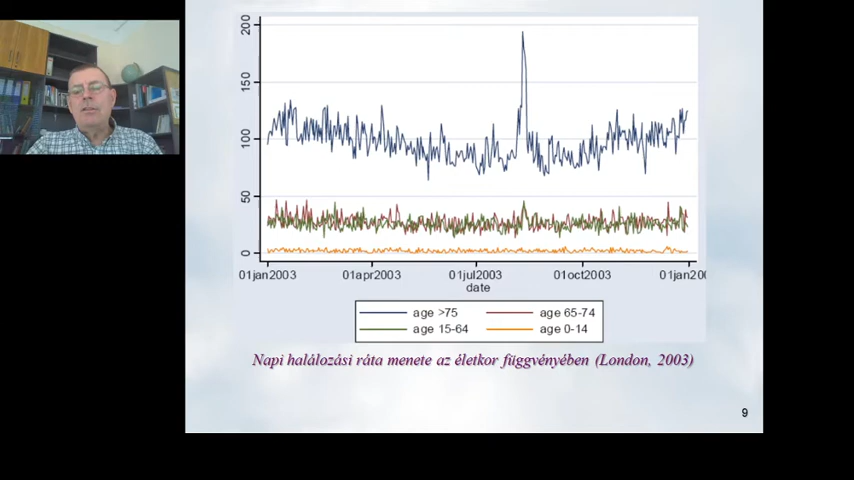 200
150
100
50
0
01jan2003 01apr2003 01jul2003 01oct2003 01jan200
date
age >75 age 65-74
age 15-64 age 0-14
Napi halálozási ráta menete az életkor függvényében (London, 2003)
9